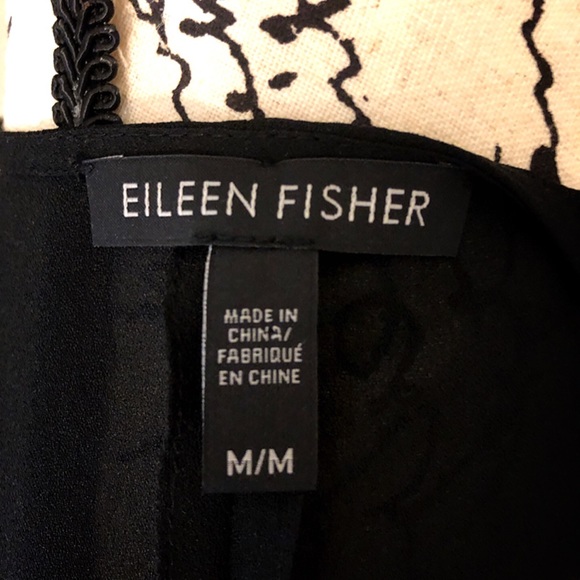 EILEEN FISHER
MADE IN
CHINA/
FABRIQUÉ
EN CHINE
M/M